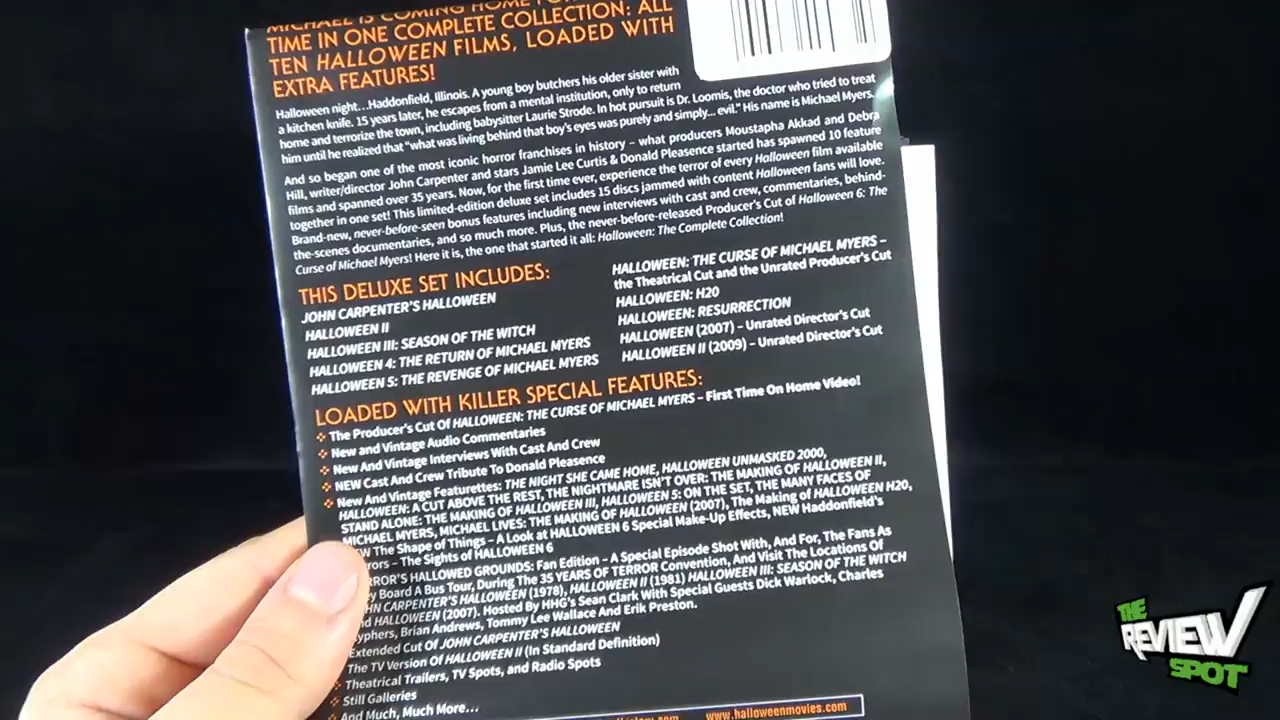 MICHAEL IS COMING HOME
TIME IN ONE COMPLETE COLLECTION: ALL
TEN HALLOWEEN FILMS, LOADED WITH
EXTRA FEATURES!
Halloween night...Haddonfield, Illinois. A young boy butchers his older sister with
a kitchen knife. 15 years later, he escapes from a mental institution, only to return
home and terrorize the town, including babysitter Laurie Strode. In hot pursuit is Dr. Loomis, the doctor who tried to treat
him until he realized that "what was living behind that boy's eyes was purely and simply... evil." His name is Michael Myers.
And so began one of the most iconic horror franchises in history – what producers Moustapha Akkad and Debra
Hill, writer/director John Carpenter and stars Jamie Lee Curtis & Donald Pleasence started has spawned 10 feature
films and spanned over 35 years. Now, for the first time ever, experience the terror of every Halloween film available
together in one set! This limited-edition deluxe set includes 15 discs jammed with content Halloween fans will love.
Brand-new, never-before-seen bonus features including new interviews with cast and crew, commentaries, behind-
the-scenes documentaries, and so much more. Plus, the never-before-released Producer's Cut of Halloween 6: The
Curse of Michael Myers! Here it is, the one that started it all: Halloween: The Complete Collection!
THIS DELUXE SET INCLUDES:
JOHN CARPENTER'S HALLOWEEN
HALLOWEEN II
HALLOWEEN III: SEASON OF THE WITCH
HALLOWEEN 4: THE RETURN OF MICHAEL MYERS
HALLOWEEN 5: THE REVENGE OF MICHAEL MYERS
HALLOWEEN: THE CURSE OF MICHAEL MYERS –
the Theatrical Cut and the Unrated Producer's Cut
HALLOWEEN: H20
HALLOWEEN: RESURRECTION
HALLOWEEN (2007) – Unrated Director's Cut
HALLOWEEN II (2009) – Unrated Director's Cut
LOADED WITH KILLER SPECIAL FEATURES:
The Producer's Cut Of HALLOWEEN: THE CURSE OF MICHAEL MYERS – First Time On Home Video!
New and Vintage Audio Commentaries
New And Vintage Interviews With Cast And Crew
NEW Cast And Crew Tribute To Donald Pleasence
New And Vintage Featurettes: THE NIGHT SHE CAME HOME, HALLOWEEN UNMASKED 2000,
HALLOWEEN: A CUT ABOVE THE REST, THE NIGHTMARE ISN'T OVER: THE MAKING OF HALLOWEEN II,
STAND ALONE: THE MAKING OF HALLOWEEN III, HALLOWEEN 5: ON THE SET, THE MANY FACES OF
MICHAEL MYERS, MICHAEL LIVES: THE MAKING OF HALLOWEEN (2007), The Making of HALLOWEEN H20,
The Shape of Things – A Look at HALLOWEEN 6 Special Make-Up Effects, NEW Haddonfield's
rors – The Sights of HALLOWEEN 6
RROR'S HALLOWED GROUNDS: Fan Edition – A Special Episode Shot With, And For, The Fans As
ey Board A Bus Tour, During The 35 YEARS OF TERROR Convention, And Visit The Locations Of
HN CARPENTER'S HALLOWEEN (1978), HALLOWEEN II (1981) HALLOWEEN III: SEASON OF THE WITCH
d HALLOWEEN (2007). Hosted By HHG's Sean Clark With Special Guests Dick Warlock, Charles
yphers, Brian Andrews, Tommy Lee Wallace And Erik Preston.
Extended Cut Of JOHN CARPENTER'S HALLOWEEN
The TV Version Of HALLOWEEN II (In Standard Definition)
Theatrical Trailers, TV Spots, and Radio Spots
Still Galleries
And Much, Much More...
www.halloweenmovies.com
THE
REVIEW
SPOT